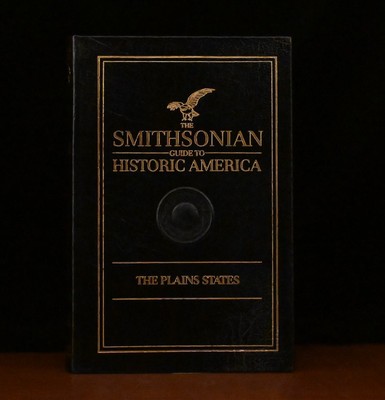 THE
SMITHSONIAN
GUIDE TO
HISTORIC AMERICA
THE PLAINS STATES